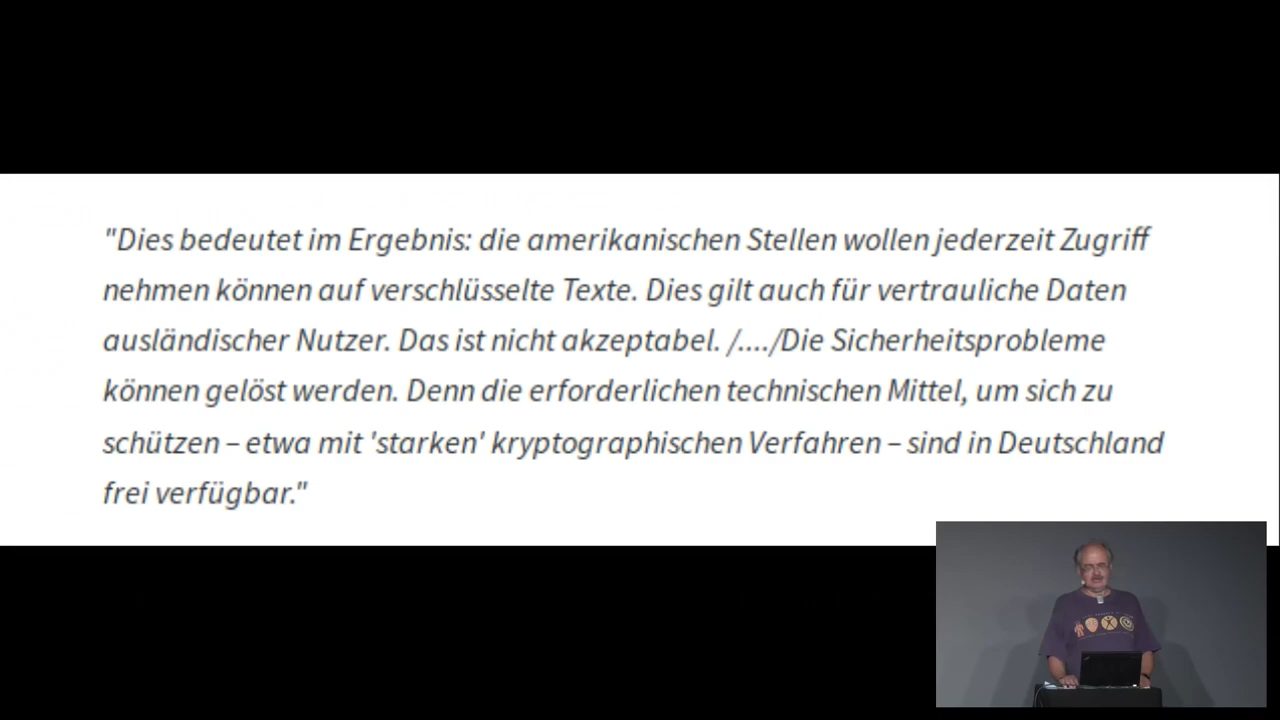 "Dies bedeutet im Ergebnis: die amerikanischen Stellen wollen jederzeit Zugriff
nehmen können auf verschlüsselte Texte. Dies gilt auch für vertrauliche Daten
ausländischer Nutzer. Das ist nicht akzeptabel. /..../Die Sicherheitsprobleme
können gelöst werden. Denn die erforderlichen technischen Mittel, um sich zu
schützen – etwa mit 'starken' kryptographischen Verfahren – sind in Deutschland
frei verfügbar."